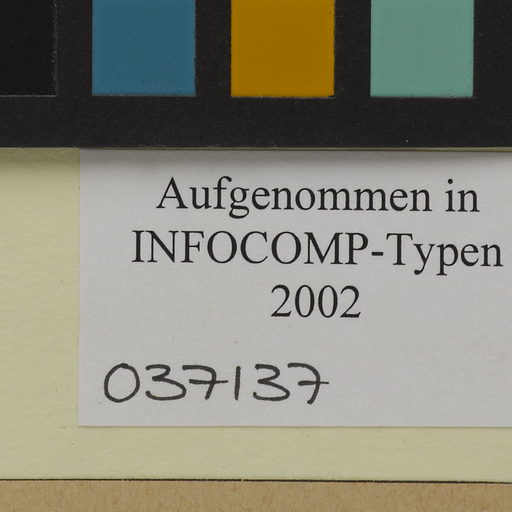 Aufgenommen in
INFOCOMP-Typen
2002
037137